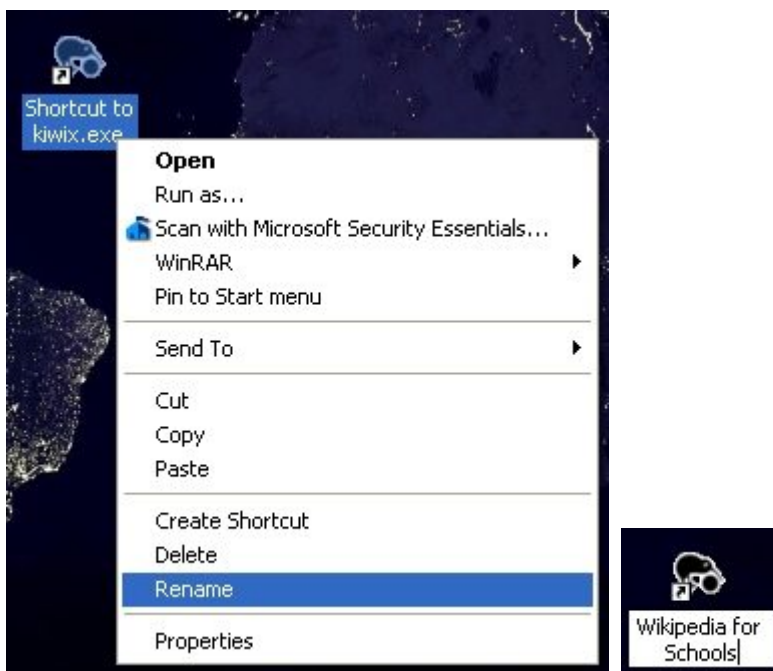 Shortcut to
kiwix.exe
Open
Run as...
Scan with Microsoft Security Essentials...
WinRAR
Pin to Start menu
Send To
Cut
Copy
Paste
Create Shortcut
Delete
Rename
Properties
Wikipedia for
Schools